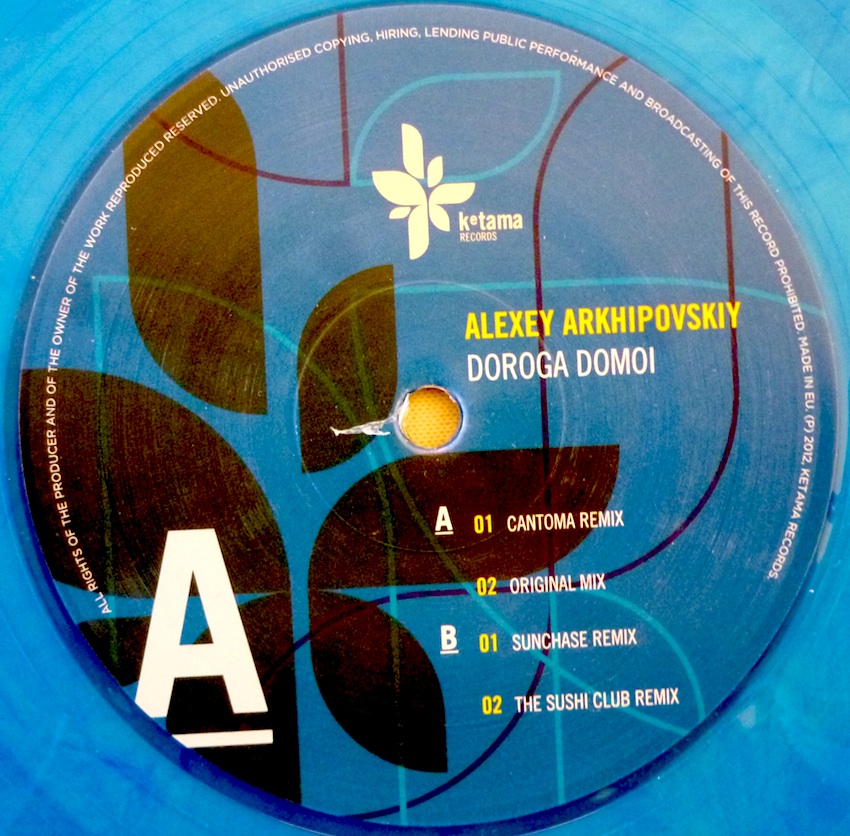 ALL RIGHTS OF THE PRODUCER AND OF THE OWNER OF THE WORK REPRODUCED RESERVED. UNAUTHORISED COPYING, HIRING, LENDING PUBLIC PERFORMANCE AND BROADCASTING OF THIS RECORD PROHIBITED. MADE IN EU. (P) 2012, KETAMA RECORDS.
ketama
RECORDS
ALEXEY ARKHIPOVSKIY
DOROGA DOMOI
A 01 CANTOMA REMIX
02 ORIGINAL MIX
B 01 SUNCHASE REMIX
02 THE SUSHI CLUB REMIX
A